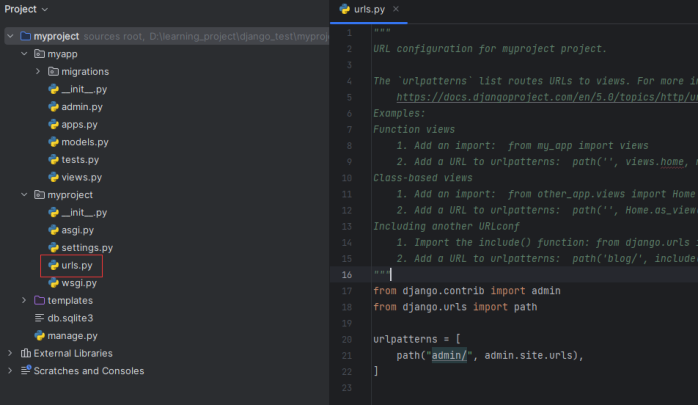 Project
myproject sources root, D:\learning_project\django_test\myproje
myapp
migrations
__init__.py
admin.py
apps.py
models.py
tests.py
views.py
myproject
__init__.py
asgi.py
settings.py
urls.py
wsgi.py
templates
db.sqlite3
manage.py
External Libraries
Scratches and Consoles
urls.py
1 """
2 URL configuration for myproject project.
3
4 The `urlpatterns` list routes URLs to views. For more in
5 https://docs.djangoproject.com/en/5.0/topics/http/ur
6 Examples:
7 Function views
8 1. Add an import: from my_app import views
9 2. Add a URL to urlpatterns: path('', views.home,
10 Class-based views
11 1. Add an import: from other_app.views import Home
12 2. Add a URL to urlpatterns: path('', Home.as_view
13 Including another URLconf
14 1. Import the include() function: from django.urls i
15 2. Add a URL to urlpatterns: path('blog/', include
16 """
17 from django.contrib import admin
18 from django.urls import path
19
20 urlpatterns = [
21 path("admin/", admin.site.urls),
22 ]
23